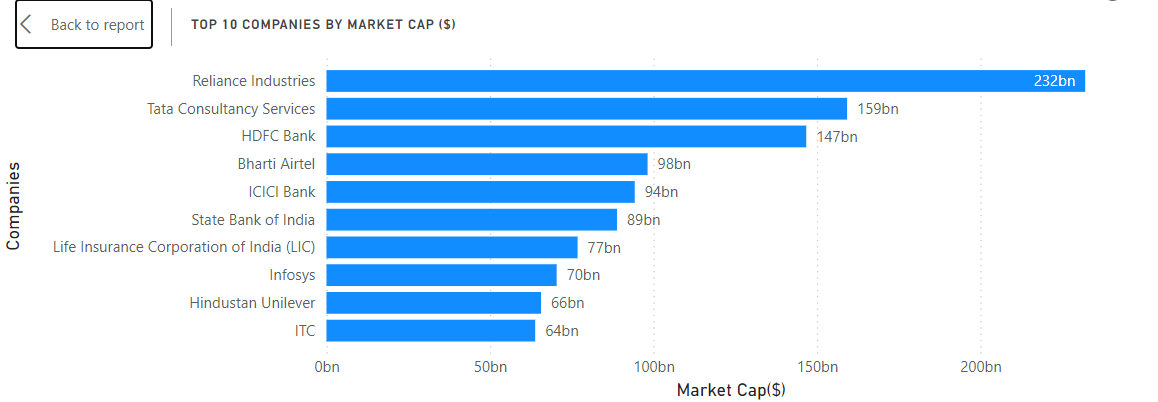 Back to report
TOP 10 COMPANIES BY MARKET CAP ($)
Companies
Reliance Industries 232bn
Tata Consultancy Services 159bn
HDFC Bank 147bn
Bharti Airtel 98bn
ICICI Bank 94bn
State Bank of India 89bn
Life Insurance Corporation of India (LIC) 77bn
Infosys 70bn
Hindustan Unilever 66bn
ITC 64bn
0bn 50bn 100bn 150bn 200bn
Market Cap($)